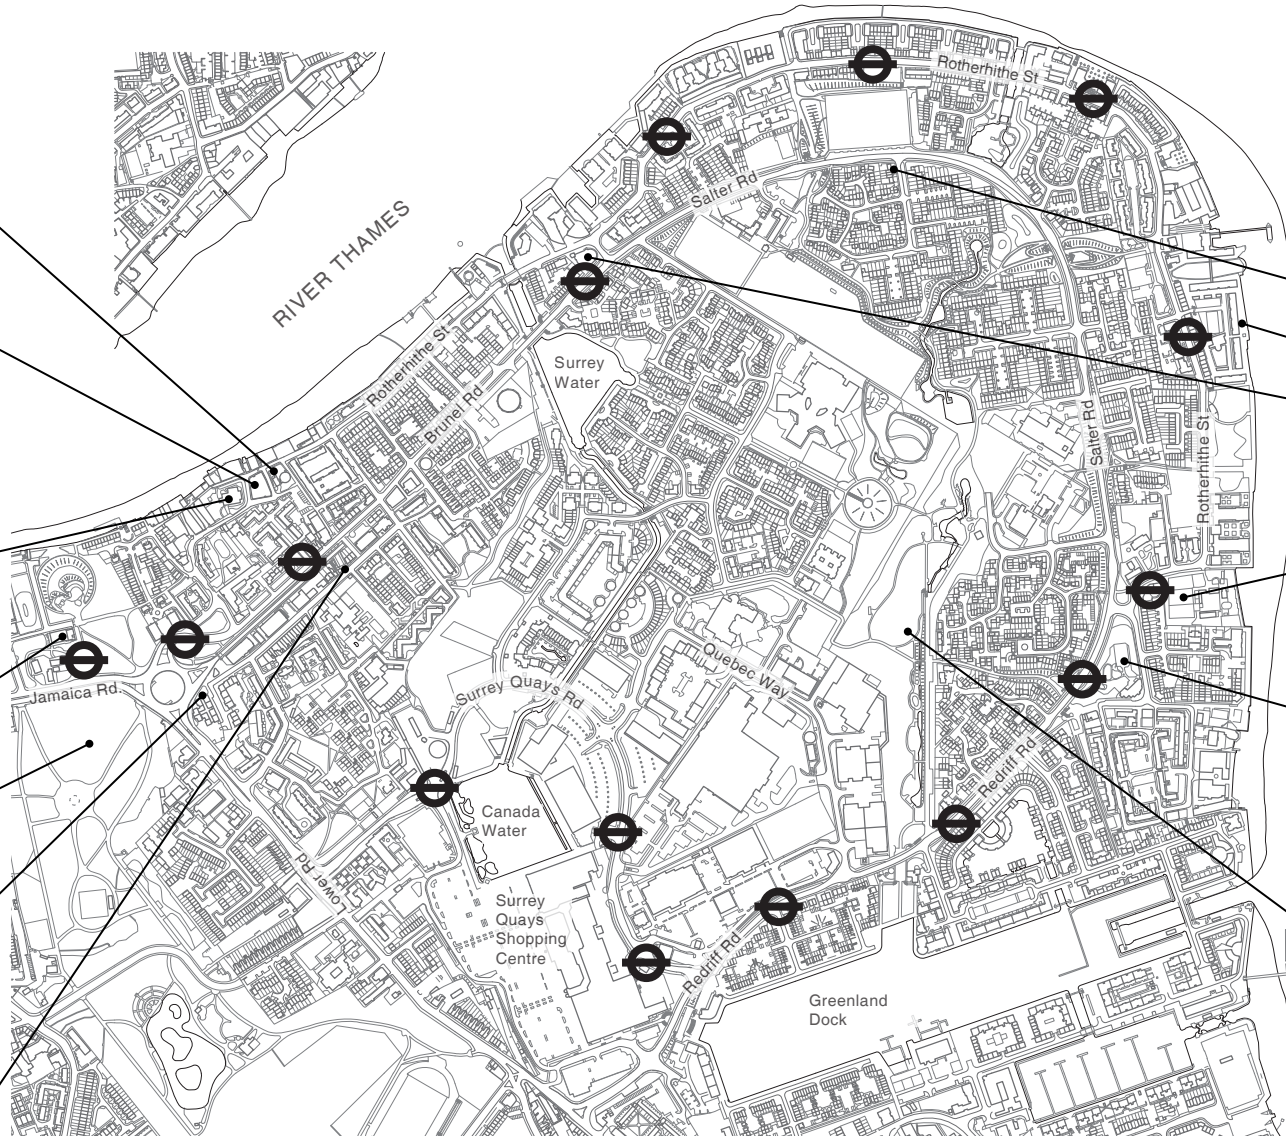 Rotherhithe St
Salter Rd
RIVER THAMES
Rotherhithe St
Surrey
Water
Brunel Rd
Salter Rd
Rotherhithe St
Jamaica Rd.
Surrey Quays Rd
Quebec Way
Redriff Rd
Canada
Water
Lower Rd
Surrey
Quays
Shopping
Centre
Redriff Rd
Greenland
Dock